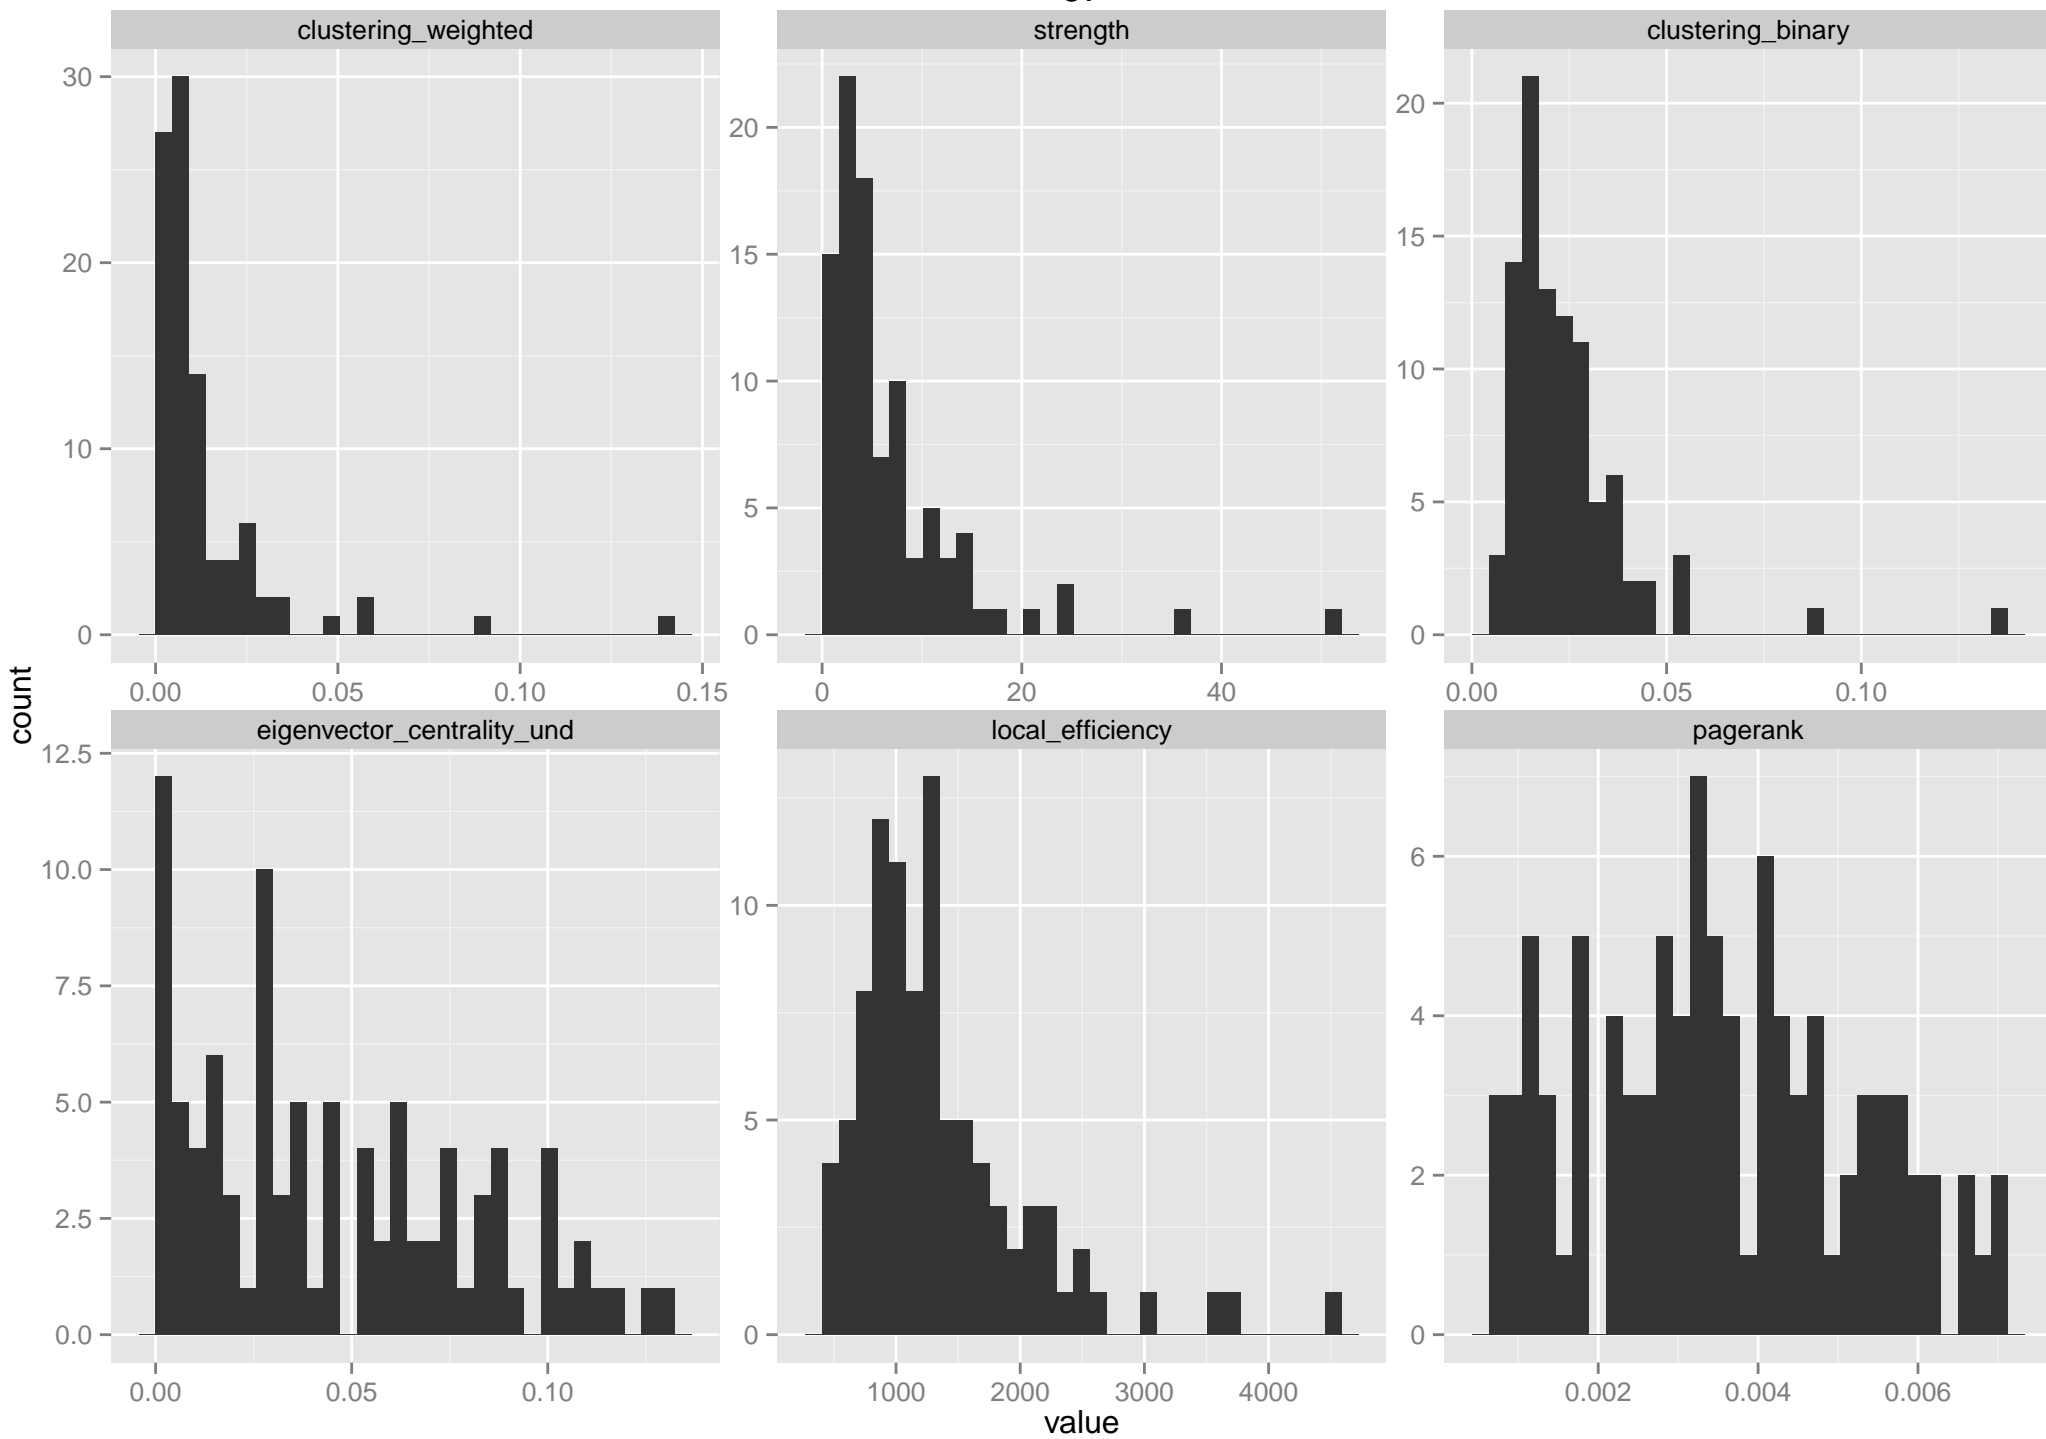 clustering_weighted
strength
clustering_binary
30
20
10
0
0.00 0.05 0.10 0.15
20
15
10
5
0
0 20 40
20
15
10
5
0
0.00 0.05 0.10
count
eigenvector_centrality_und
local_efficiency
pagerank
12.5
10.0
7.5
5.0
2.5
0.0
0.00 0.05 0.10
10
5
0
1000 2000 3000 4000
6
4
2
0
0.002 0.004 0.006
value